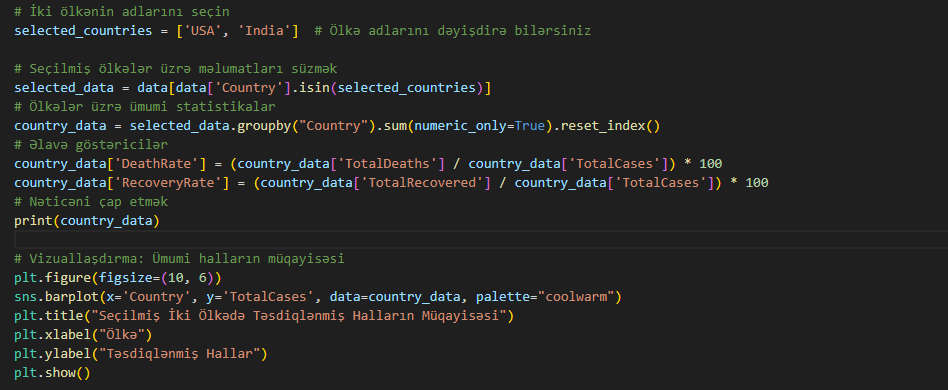 # İki ölkənin adlarını seçin
selected_countries = ['USA', 'India']  # Ölkə adlarını dəyişdirə bilərsiniz
# Seçilmiş ölkələr üzrə məlumatları süzmək
selected_data = data[data['Country'].isin(selected_countries)]
# Ölkələr üzrə ümumi statistikalar
country_data = selected_data.groupby("Country").sum(numeric_only=True).reset_index()
# Əlavə göstəricilər
country_data['DeathRate'] = (country_data['TotalDeaths'] / country_data['TotalCases']) * 100
country_data['RecoveryRate'] = (country_data['TotalRecovered'] / country_data['TotalCases']) * 100
# Nəticəni çap etmək
print(country_data)
# Vizuallaşdırma: Ümumi halların müqayisəsi
plt.figure(figsize=(10, 6))
sns.barplot(x='Country', y='TotalCases', data=country_data, palette="coolwarm")
plt.title("Seçilmiş İki Ölkədə Təsdiqlənmiş Halların Müqayisəsi")
plt.xlabel("Ölkə")
plt.ylabel("Təsdiqlənmiş Hallar")
plt.show()